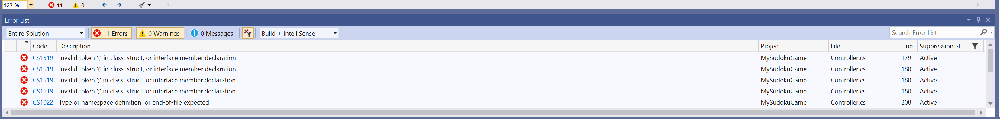 123 % 11 0
Error List
Entire Solution 11 Errors 0 Warnings 0 Messages Build + IntelliSense Search Error List
Code Description Project File Line Suppression St...
CS1519 Invalid token '{' in class, struct, or interface member declaration MySudokuGame Controller.cs 179 Active
CS1519 Invalid token '(' in class, struct, or interface member declaration MySudokuGame Controller.cs 180 Active
CS1519 Invalid token ';' in class, struct, or interface member declaration MySudokuGame Controller.cs 180 Active
CS1519 Invalid token ';' in class, struct, or interface member declaration MySudokuGame Controller.cs 180 Active
CS1022 Type or namespace definition, or end-of-file expected MySudokuGame Controller.cs 208 Active